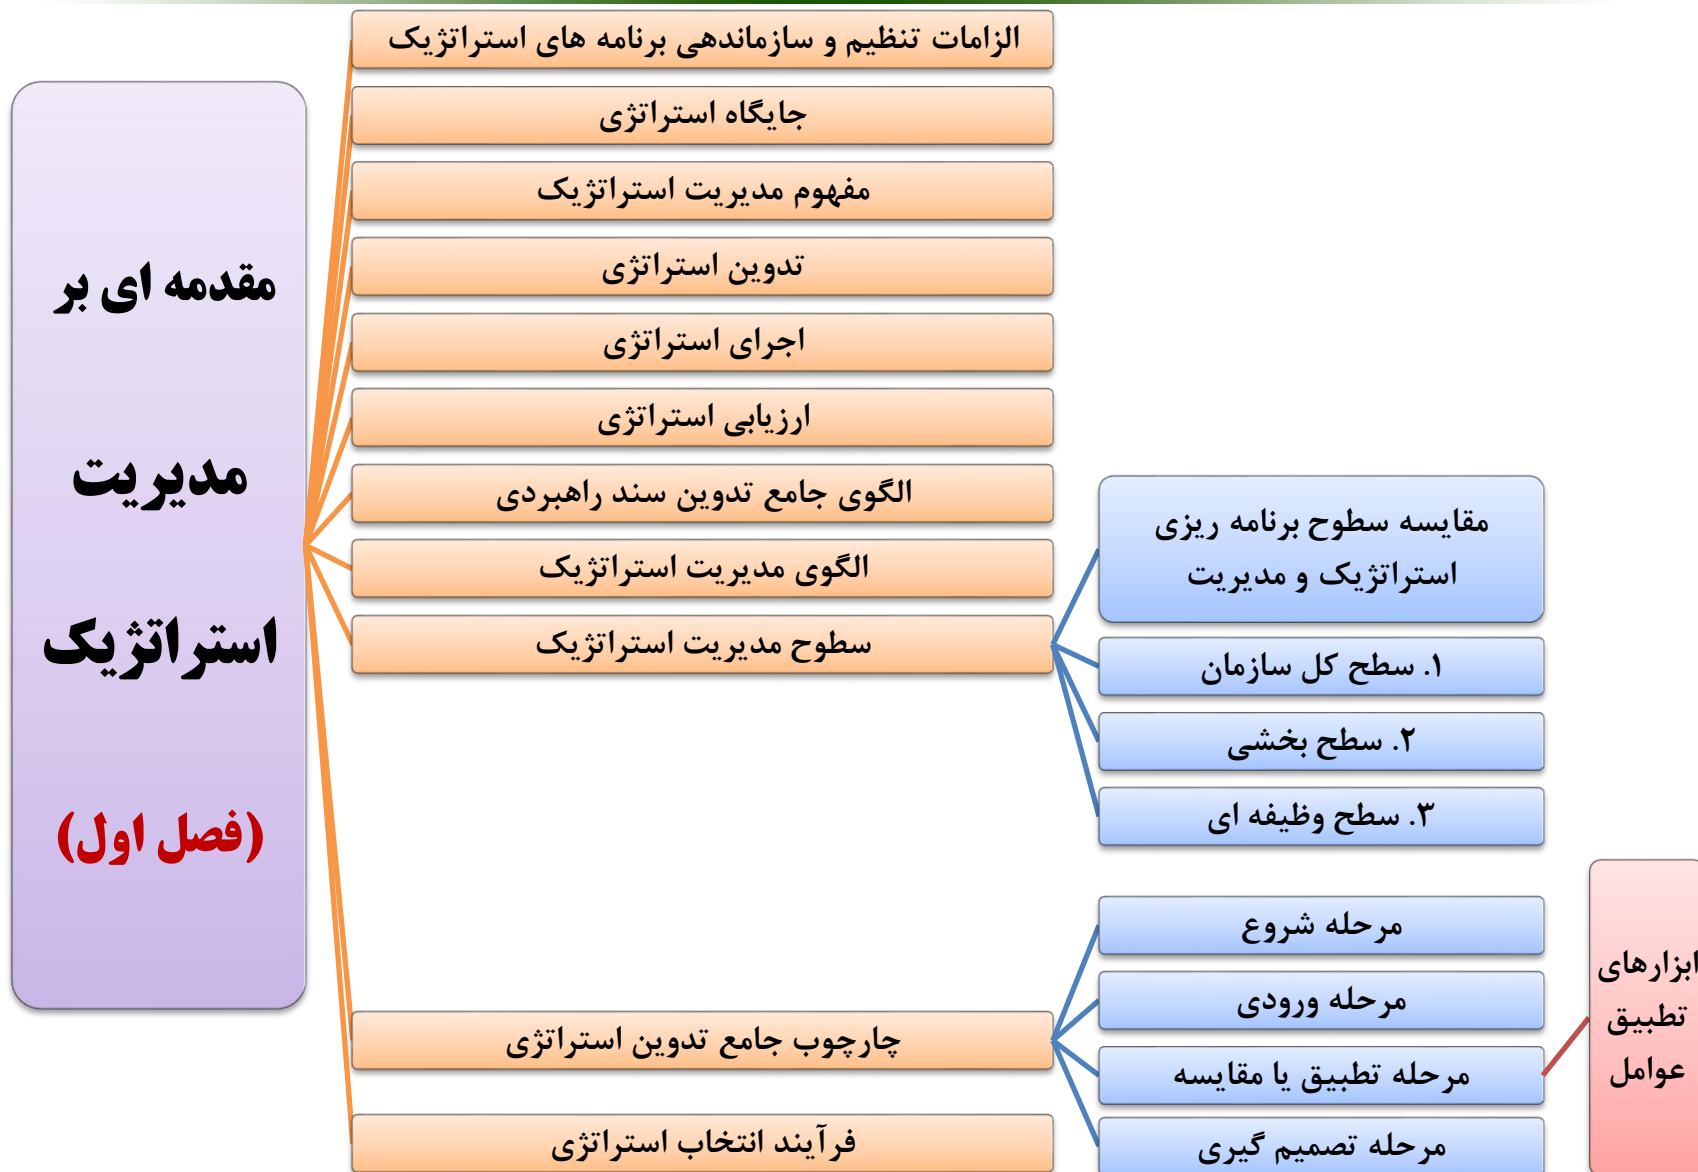 مقدمه ای بر
مدیریت
استراتژیک
(فصل اول)
الزامات تنظیم و سازماندهی برنامه های استراتژیک
جایگاه استراتژی
مفهوم مدیریت استراتژیک
تدوین استراتژی
اجرای استراتژی
ارزیابی استراتژی
الگوی جامع تدوین سند راهبردی
الگوی مدیریت استراتژیک
سطوح مدیریت استراتژیک
مقایسه سطوح برنامه ریزی
استراتژیک و مدیریت
۱. سطح کل سازمان
۲. سطح بخشی
۳. سطح وظیفه ای
چارچوب جامع تدوین استراتژی
مرحله شروع
مرحله ورودی
مرحله تطبیق یا مقایسه
ابزارهای
تطبیق
عوامل
مرحله تصمیم گیری
فرآیند انتخاب استراتژی